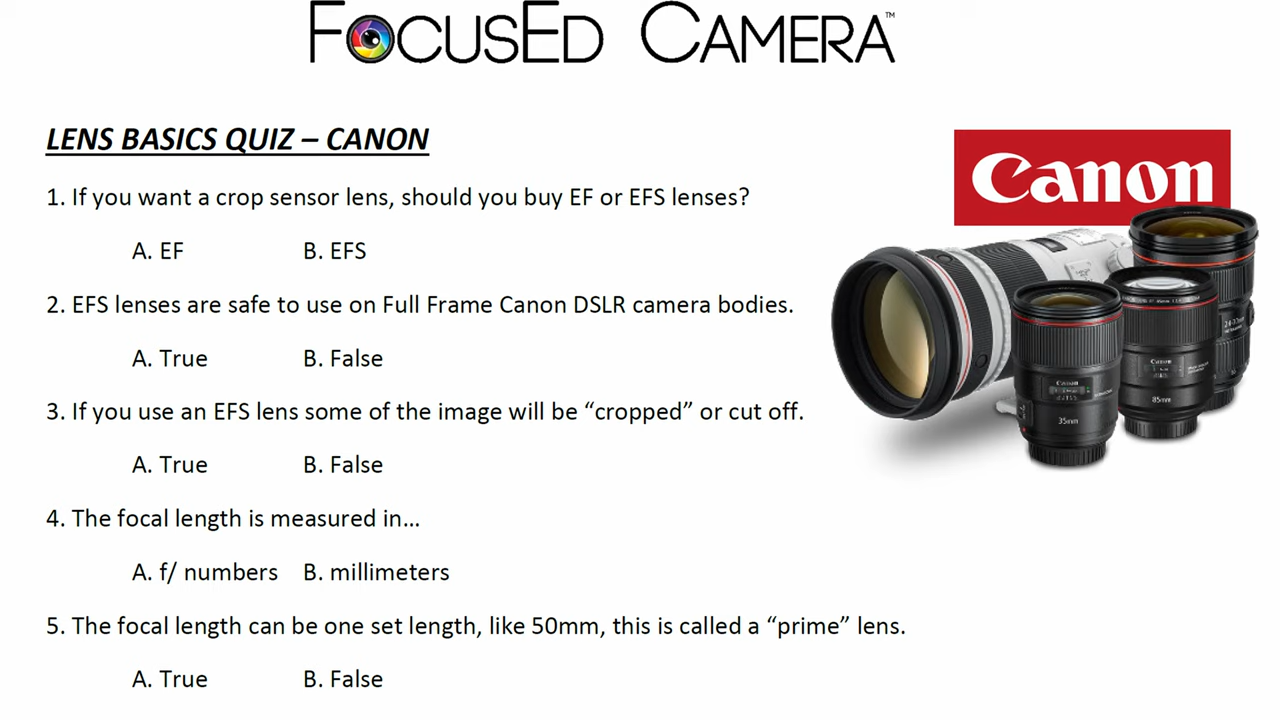 FOCUSED CAMERA™
LENS BASICS QUIZ – CANON
Canon
1. If you want a crop sensor lens, should you buy EF or EFS lenses?
A. EF B. EFS
2. EFS lenses are safe to use on Full Frame Canon DSLR camera bodies.
A. True B. False
3. If you use an EFS lens some of the image will be “cropped” or cut off.
A. True B. False
Canon
35mm
Canon
85mm
4. The focal length is measured in…
A. f/ numbers B. millimeters
5. The focal length can be one set length, like 50mm, this is called a “prime” lens.
A. True B. False